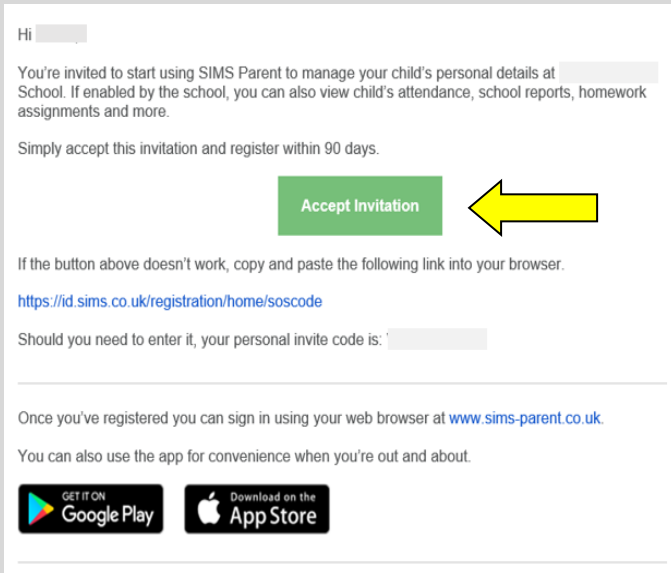 Hi
You're invited to start using SIMS Parent to manage your child's personal details at
School. If enabled by the school, you can also view child's attendance, school reports, homework
assignments and more.
Simply accept this invitation and register within 90 days.
Accept Invitation
If the button above doesn't work, copy and paste the following link into your browser.
https://id.sims.co.uk/registration/home/soscode
Should you need to enter it, your personal invite code is:
Once you've registered you can sign in using your web browser at www.sims-parent.co.uk.
You can also use the app for convenience when you're out and about.
GET IT ON
Google Play
Download on the
App Store